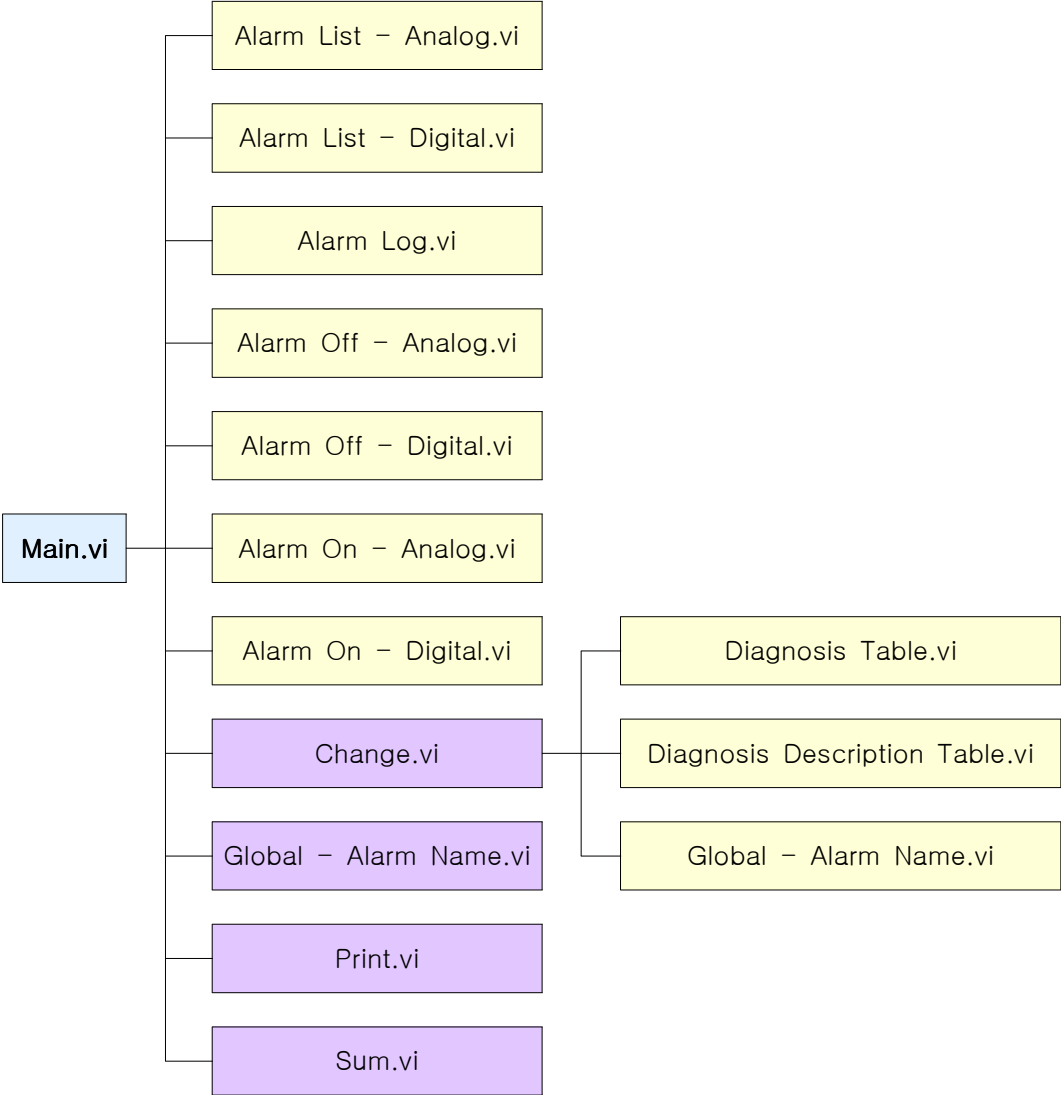 Alarm List - Analog.vi
Alarm List - Digital.vi
Alarm Log.vi
Alarm Off - Analog.vi
Alarm Off - Digital.vi
Main.vi
Alarm On - Analog.vi
Alarm On - Digital.vi
Diagnosis Table.vi
Change.vi
Diagnosis Description Table.vi
Global - Alarm Name.vi
Global - Alarm Name.vi
Print.vi
Sum.vi